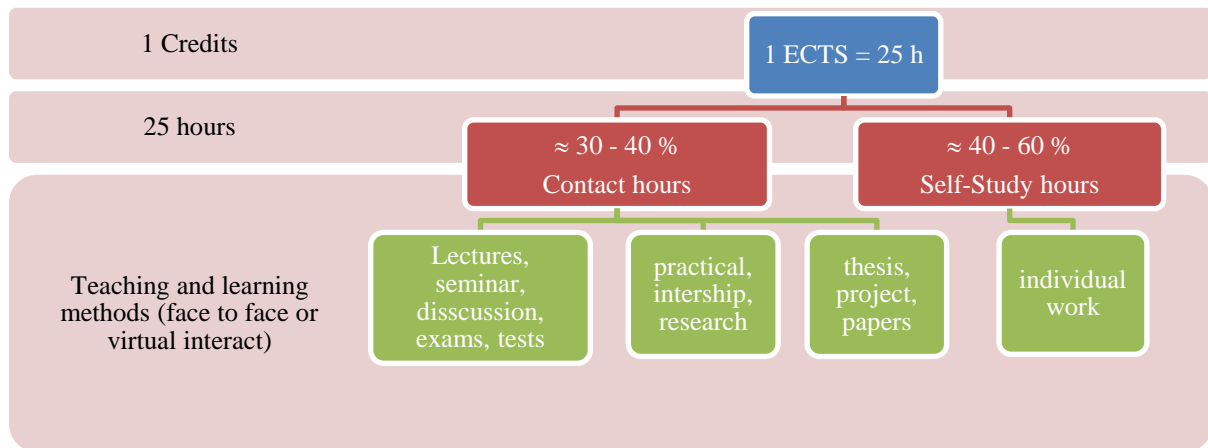 1 Credits
1 ECTS = 25 h
25 hours
≈ 30 - 40 %
Contact hours
≈ 40 - 60 %
Self-Study hours
Teaching and learning
methods (face to face or
virtual interact)
Lectures,
seminar,
disscussion,
exams, tests
practical,
intership,
research
thesis,
project,
papers
individual
work